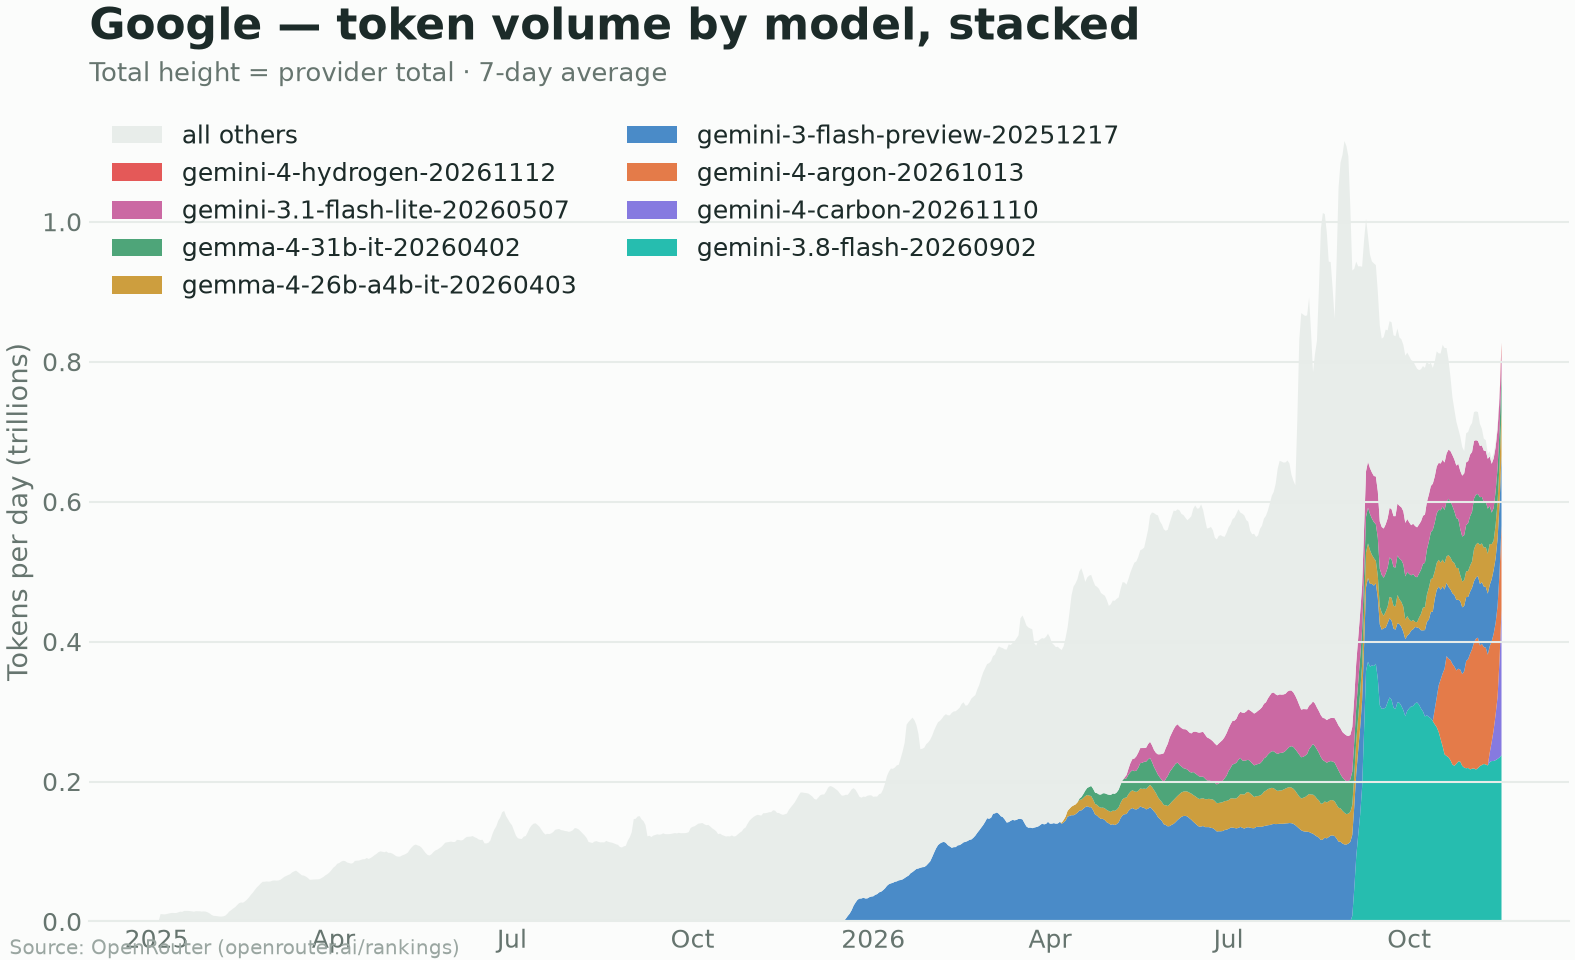 Google — token volume by model, stacked
Total height = provider total · 7-day average
all others
gemini-4-hydrogen-20261112
gemini-3.1-flash-lite-20260507
gemma-4-31b-it-20260402
gemma-4-26b-a4b-it-20260403
gemini-3-flash-preview-20251217
gemini-4-argon-20261013
gemini-4-carbon-20261110
gemini-3.8-flash-20260902
Tokens per day (trillions)
1.0
0.8
0.6
0.4
0.2
0.0
2025 Apr Jul Oct 2026 Apr Jul Oct
Source: OpenRouter (openrouter.ai/rankings)